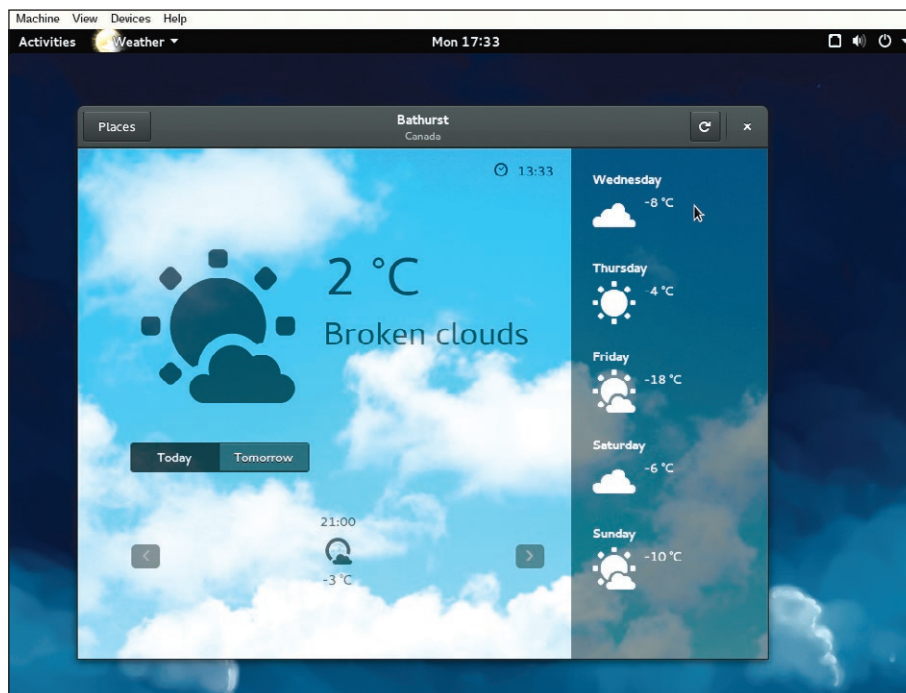 Machine View Devices Help
Activities Weather Mon 17:33
Places Bathurst
Canada
13:33
2 °C
Broken clouds
Today Tomorrow
21:00
-3 °C
Wednesday
-8 °C
Thursday
-4 °C
Friday
-18 °C
Saturday
-6 °C
Sunday
-10 °C